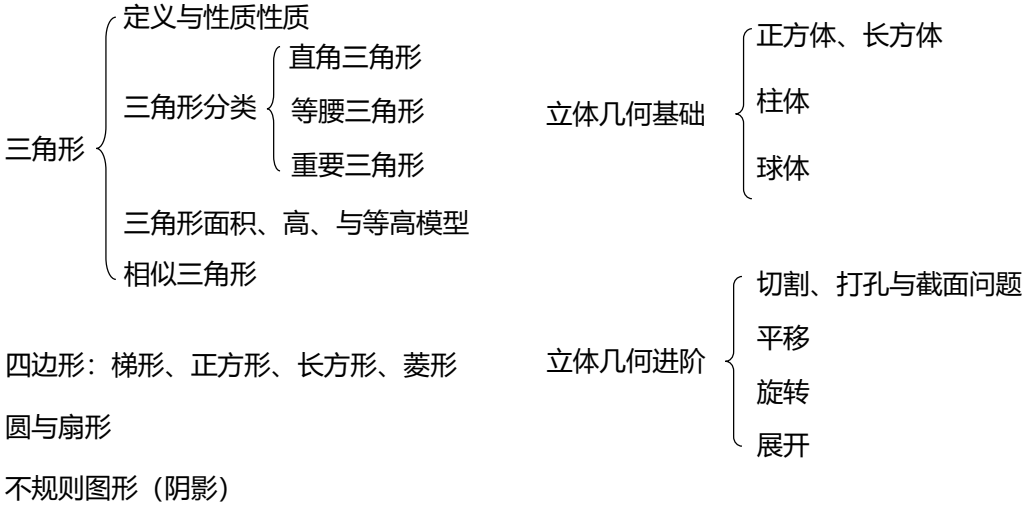 三角形
定义与性质性质
三角形分类
直角三角形
等腰三角形
重要三角形
三角形面积、高、与等高模型
相似三角形
四边形：梯形、正方形、长方形、菱形
圆与扇形
不规则图形（阴影）
立体几何基础
正方体、长方体
柱体
球体
立体几何进阶
切割、打孔与截面问题
平移
旋转
展开